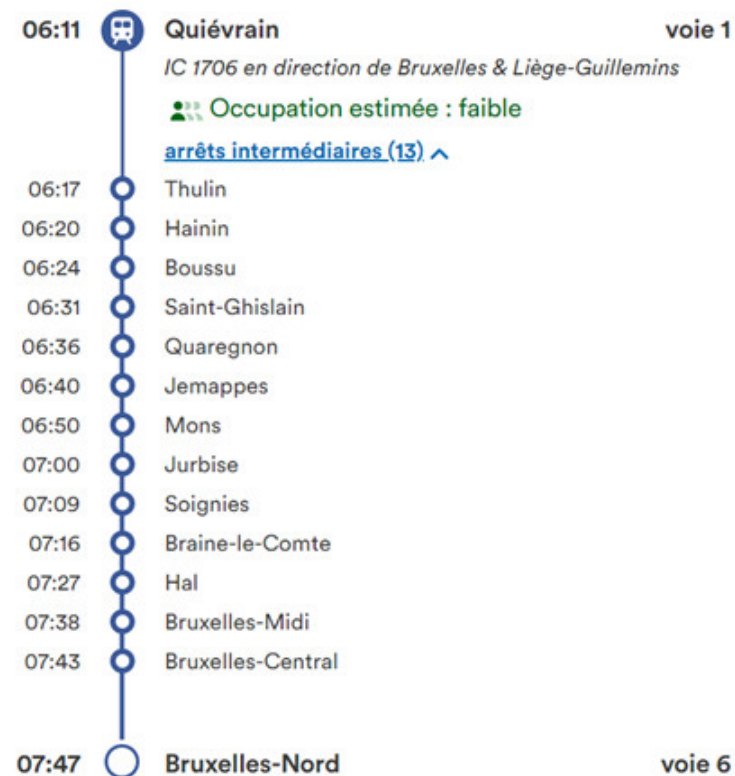 06:11 Quiévrain voie 1
IC 1706 en direction de Bruxelles & Liège-Guillemins
Occupation estimée : faible
arrêts intermédiaires (13)
06:17 Thulin
06:20 Hainin
06:24 Boussu
06:31 Saint-Ghislain
06:36 Quaregnon
06:40 Jemappes
06:50 Mons
07:00 Jurbise
07:09 Soignies
07:16 Braine-le-Comte
07:27 Hal
07:38 Bruxelles-Midi
07:43 Bruxelles-Central
07:47 Bruxelles-Nord voie 6